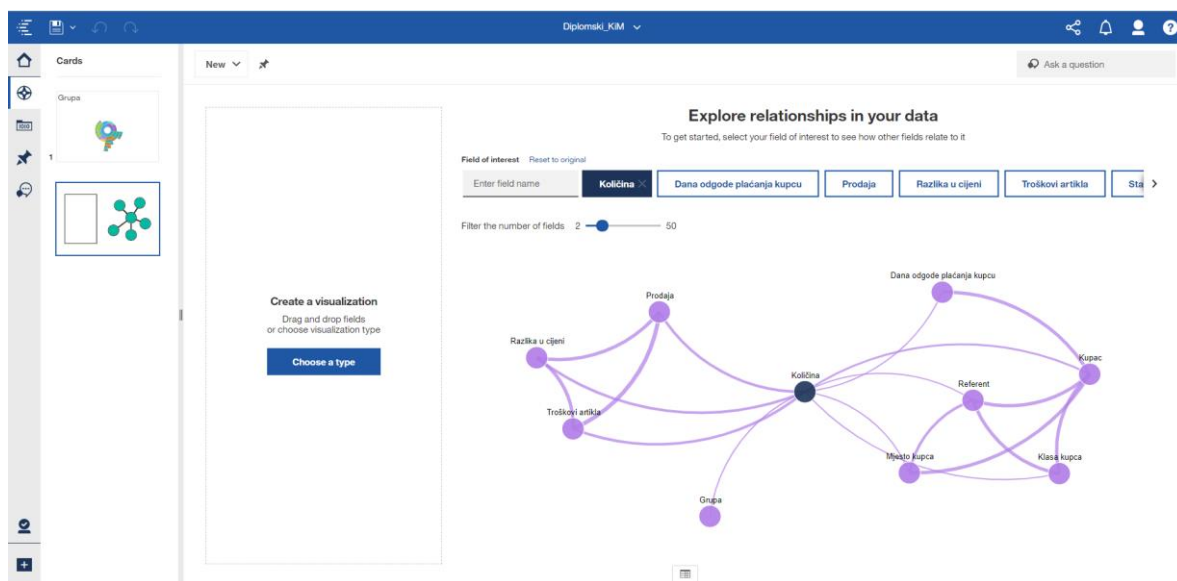 Diplomski_KiM
Cards
Grupa
1
New
Ask a question
Explore relationships in your data
To get started, select your field of interest to see how other fields relate to it
Field of interest Reset to original
Enter field name
Količina
Dana odgode plaćanja kupcu
Prodaja
Razlika u cijeni
Troškovi artikla
Sta
Filter the number of fields 2 50
Create a visualization
Drag and drop fields
or choose visualization type
Choose a type
Dana odgode plaćanja kupcu
Prodaja
Razlika u cijeni
Kupac
Količina
Referent
Troškovi artikla
Mjesto kupca
Klasa kupca
Grupa